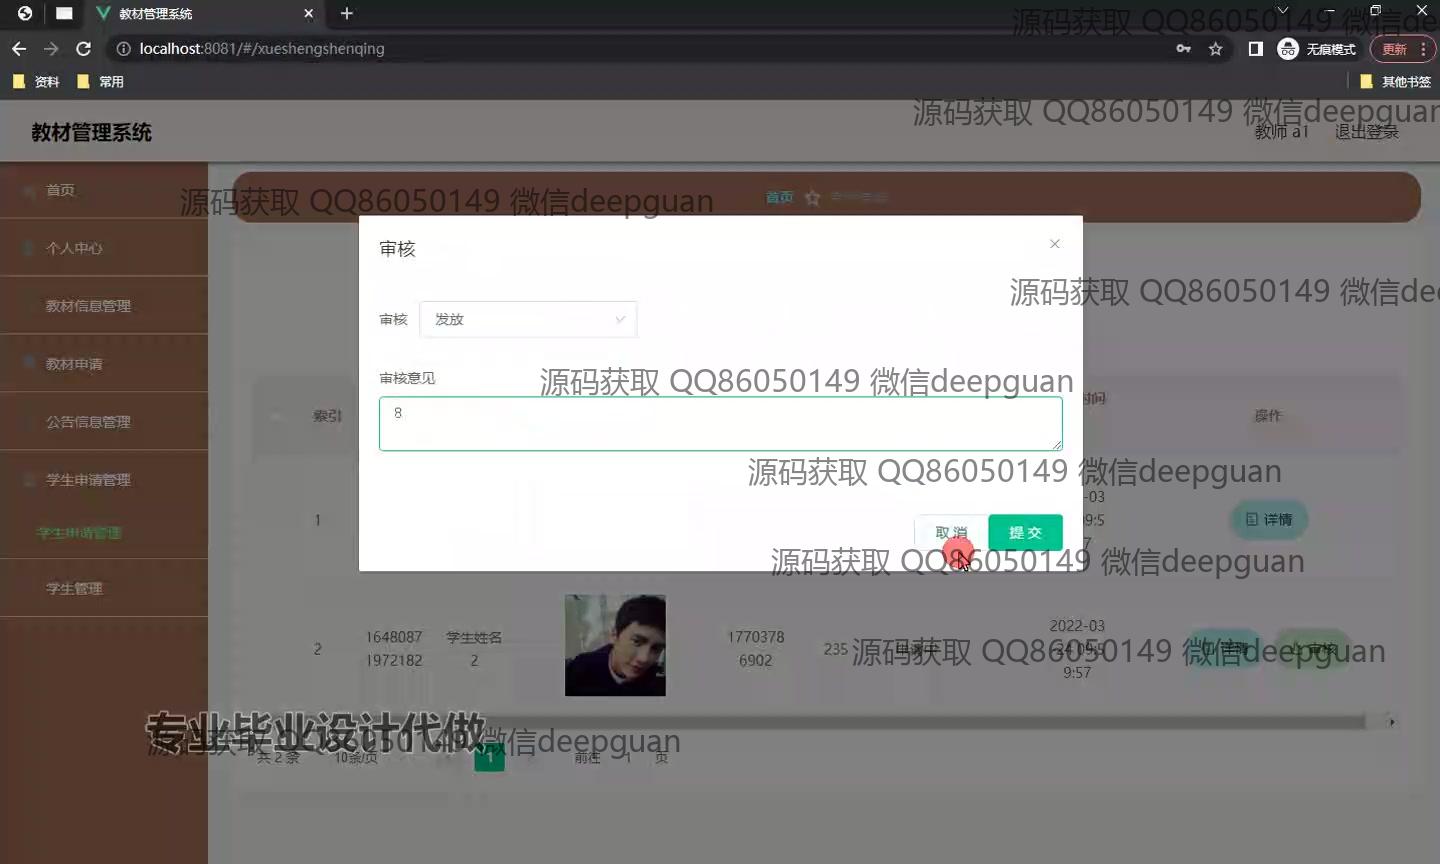 教材管理系统
localhost:8081/#/xueshengshenqing
无痕模式
更新
资料
常用
其他书签
源码获取 QQ86050149 微信de
源码获取 QQ86050149 微信deepguan
教材管理系统
教师 a1
退出登录
首页
源码获取 QQ86050149 微信deepguan
首页
个人中心
教材信息管理
教材申请
公告信息管理
学生申请管理
学生申请管理
学生管理
审核
源码获取 QQ86050149 微信dee
审核
发放
审核意见
源码获取 QQ86050149 微信deepguan
8
索引
时间
操作
源码获取 QQ86050149 微信deepguan
1
-03
09:5
7
详情
取消
提交
源码获取 QQ86050149 微信deepguan
2
1648087
1972182
学生姓名
2
1770378
6902
235
2022-03
-24 09:5
9:57
详情
审核
源码获取 QQ86050149 微信deepguan
专业毕业设计代做
源码获取 QQ86050149 微信deepguan
共 2 条
10条/页
1
前往
1
页